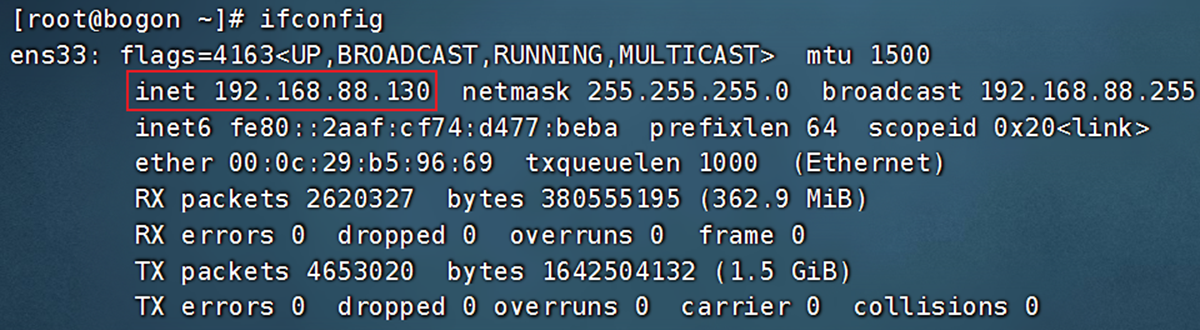 [root@bogon ~]# ifconfig
ens33: flags=4163<UP,BROADCAST,RUNNING,MULTICAST>  mtu 1500
inet 192.168.88.130  netmask 255.255.255.0  broadcast 192.168.88.255
inet6 fe80::2aaf:cf74:d477:beba  prefixlen 64  scopeid 0x20<link>
ether 00:0c:29:b5:96:69  txqueuelen 1000  (Ethernet)
RX packets 2620327  bytes 380555195 (362.9 MiB)
RX errors 0  dropped 0  overruns 0  frame 0
TX packets 4653020  bytes 1642504132 (1.5 GiB)
TX errors 0  dropped 0 overruns 0  carrier 0  collisions 0